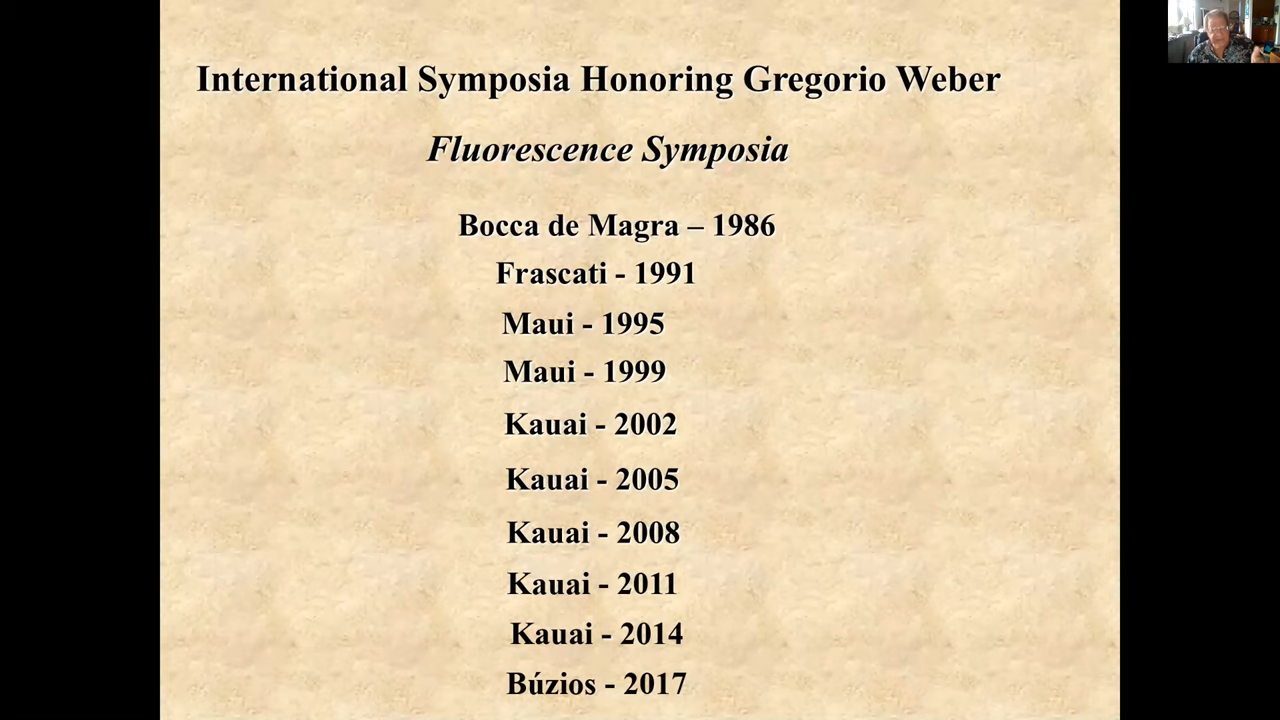 International Symposia Honoring Gregorio Weber
Fluorescence Symposia
Bocca de Magra – 1986
Frascati - 1991
Maui - 1995
Maui - 1999
Kauai - 2002
Kauai - 2005
Kauai - 2008
Kauai - 2011
Kauai - 2014
Búzios - 2017